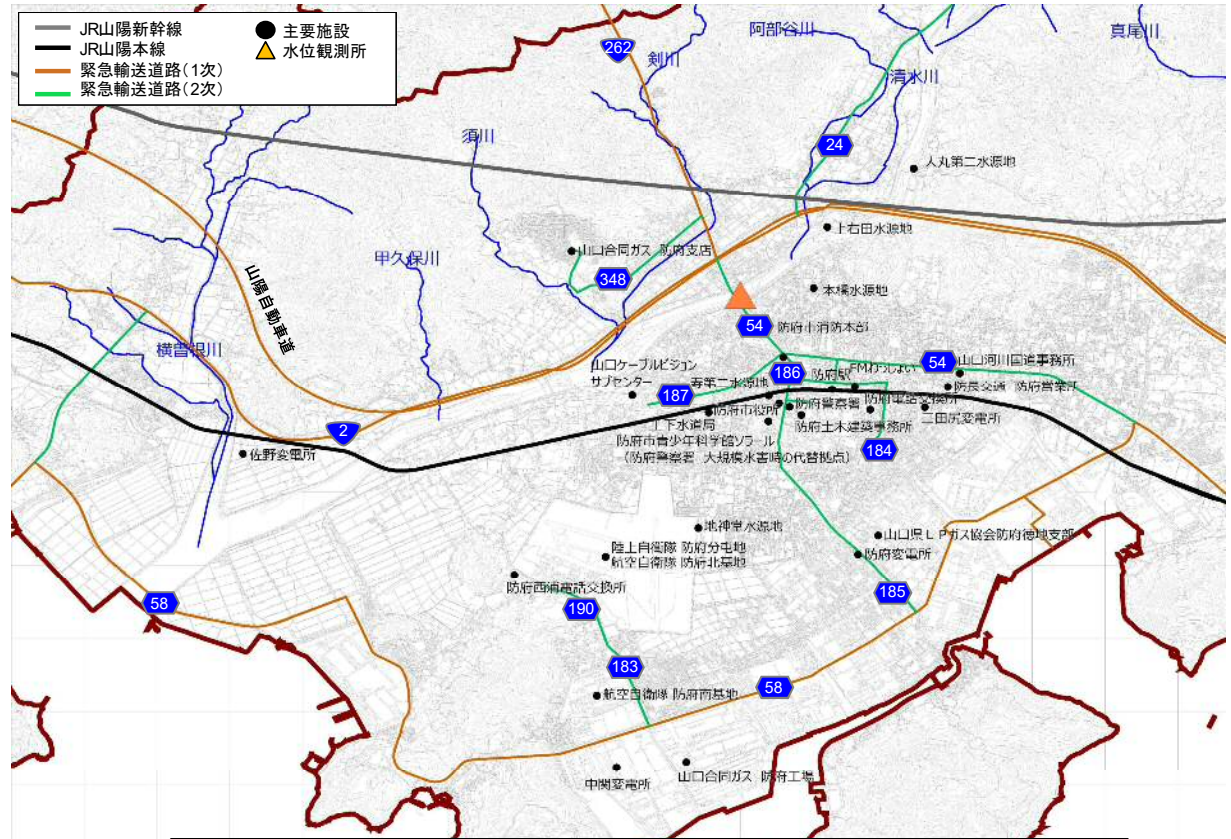 JR山陽新幹線
JR山陽本線
緊急輸送道路(1次)
緊急輸送道路(2次)
主要施設
水位観測所
262
剣川
阿部谷川
真尾川
清水川
須川
24
人丸第二水源地
上右田水源地
山口合同ガス 防府支店
甲久保川
348
山陽自動車道
本橋水源地
54
防府市消防本部
横曽根川
山口ケーブルビジョン
サブセンター
寿第二水源地
186
防府駅
FMわっしょい
54
山口河川国道事務所
187
防長交通 防府営業所
防府市役所
防府警察署
防府電話交換所
上下水道局
防府土木建築事務所
三田尻変電所
2
佐野変電所
防府市青少年科学館ソラール
(防府警察署 大規模水害時の代替拠点)
184
地神堂水源地
山口県LPガス協会防府徳地支部
陸上自衛隊 防府分屯地
航空自衛隊 防府北基地
防府変電所
防府西浦電話交換所
58
190
185
183
58
航空自衛隊 防府南基地
中関変電所
山口合同ガス 防府工場